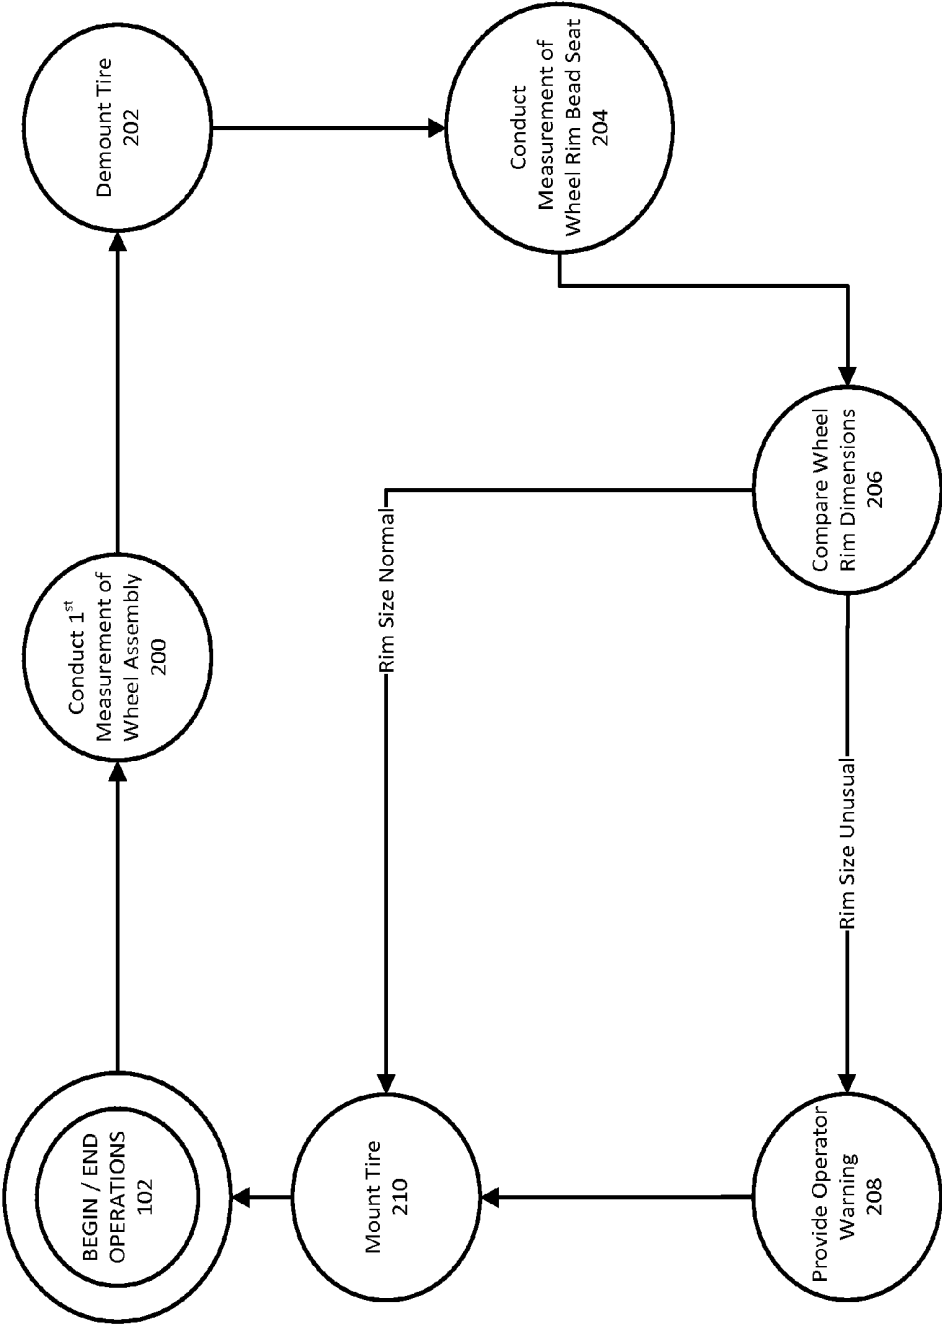 BEGIN / END
OPERATIONS
102
Conduct 1st
Measurement of
Wheel Assembly
200
Demount Tire
202
Conduct
Measurement of
Wheel Rim Bead Seat
204
Compare Wheel
Rim Dimensions
206
Rim Size Normal
Rim Size Unusual
Provide Operator
Warning
208
Mount Tire
210